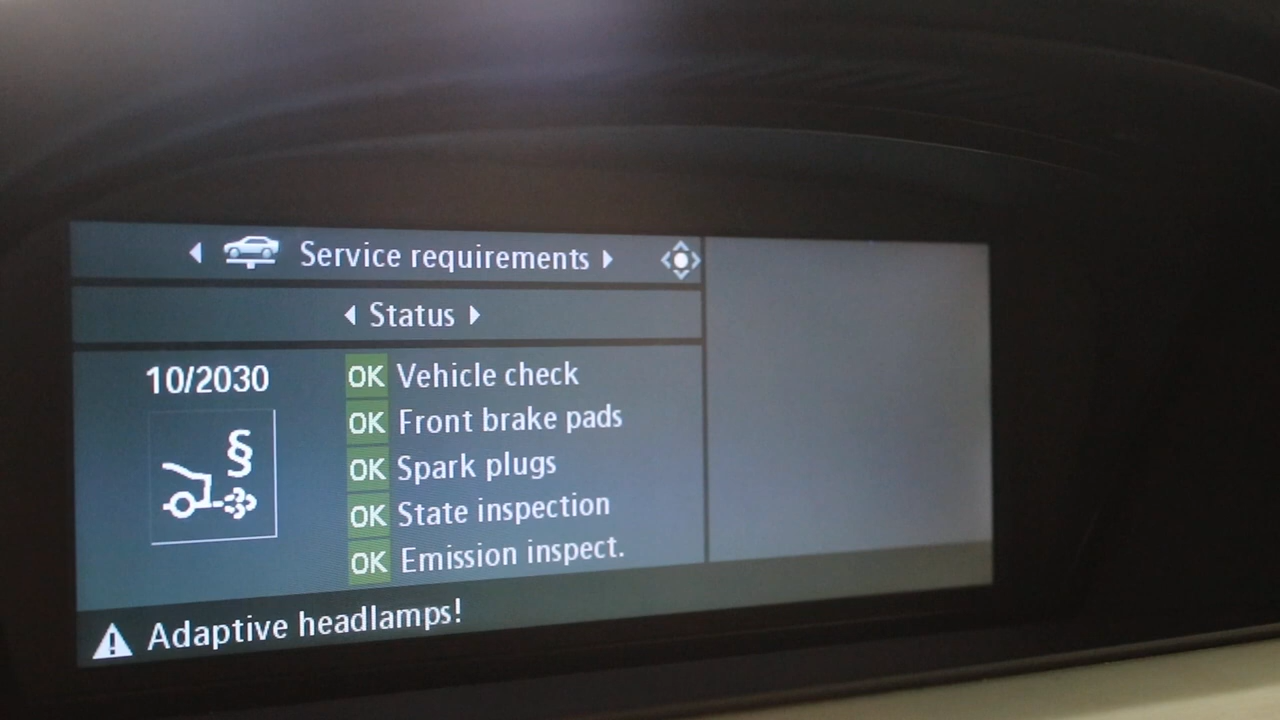 Service requirements
Status
10/2030
OK Vehicle check
OK Front brake pads
OK Spark plugs
OK State inspection
OK Emission inspect.
§
Adaptive headlamps!